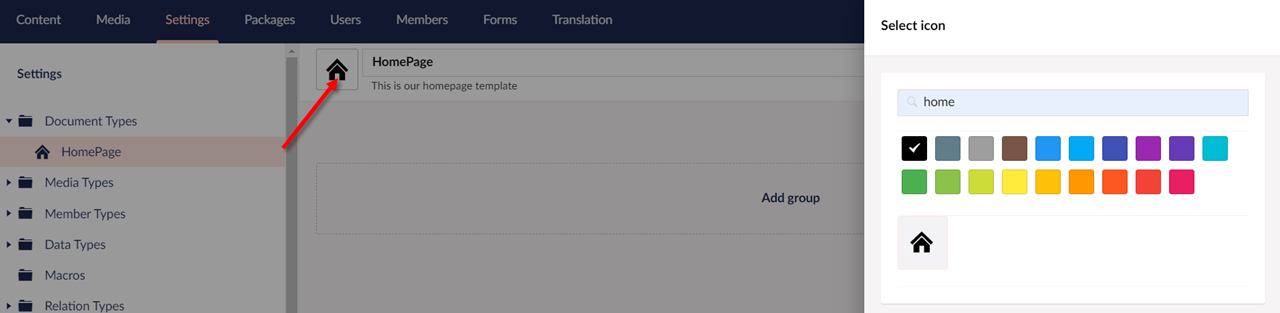 Content Media Settings Packages Users Members Forms Translation
Select icon
Settings
HomePage
This is our homepage template
home
Document Types
HomePage
Media Types
Member Types
Add group
Data Types
Macros
Relation Types